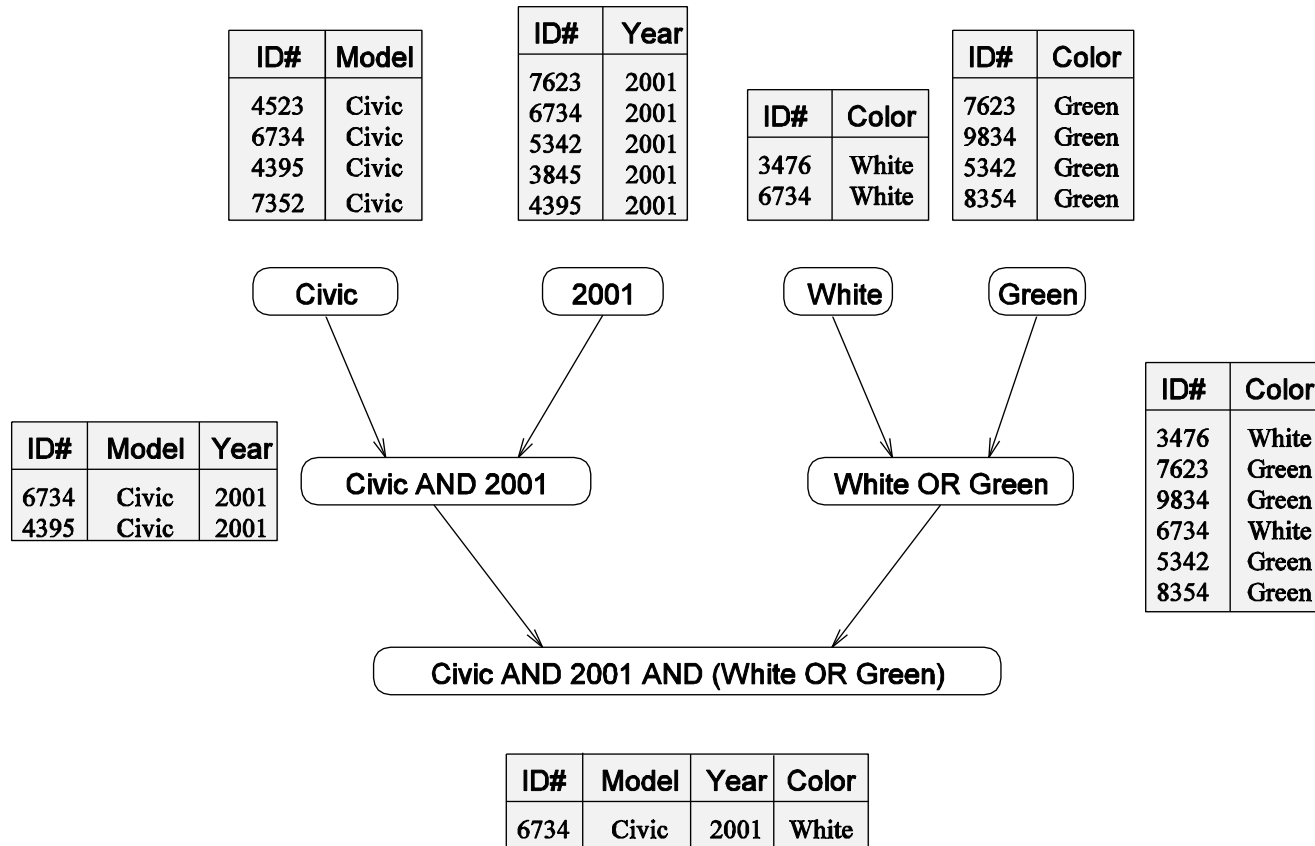 ID# Model
4523 Civic
6734 Civic
4395 Civic
7352 Civic
ID# Year
7623 2001
6734 2001
5342 2001
3845 2001
4395 2001
ID# Color
3476 White
6734 White
ID# Color
7623 Green
9834 Green
5342 Green
8354 Green
Civic
2001
White
Green
ID# Model Year
6734 Civic 2001
4395 Civic 2001
Civic AND 2001
White OR Green
ID# Color
3476 White
7623 Green
9834 Green
6734 White
5342 Green
8354 Green
Civic AND 2001 AND (White OR Green)
ID# Model Year Color
6734 Civic 2001 White